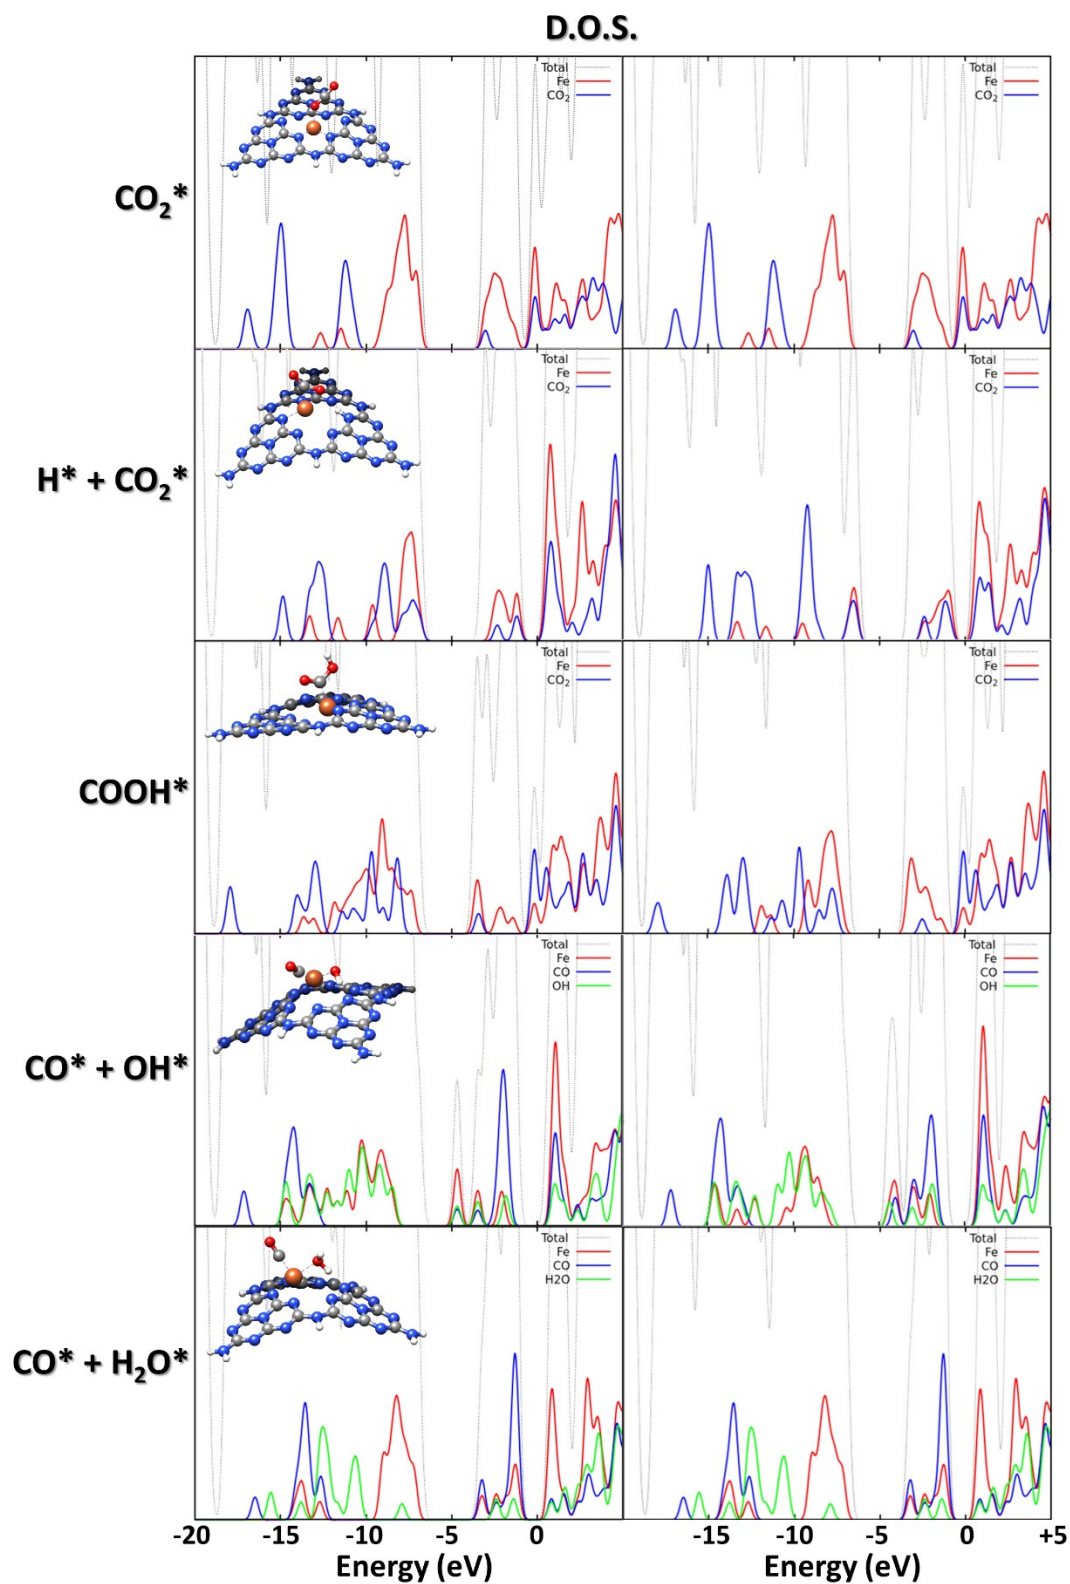 D.O.S.
CO₂*
Total
Fe
CO₂
Total
Fe
CO₂
H* + CO₂*
Total
Fe
CO₂
Total
Fe
CO₂
COOH*
Total
Fe
CO₂
Total
Fe
CO₂
CO* + OH*
Total
Fe
CO
OH
Total
Fe
CO
OH
CO* + H₂O*
Total
Fe
CO
H2O
Total
Fe
CO
H2O
-20 -15 -10 -5 0 -15 -10 -5 0 +5
Energy (eV) Energy (eV)